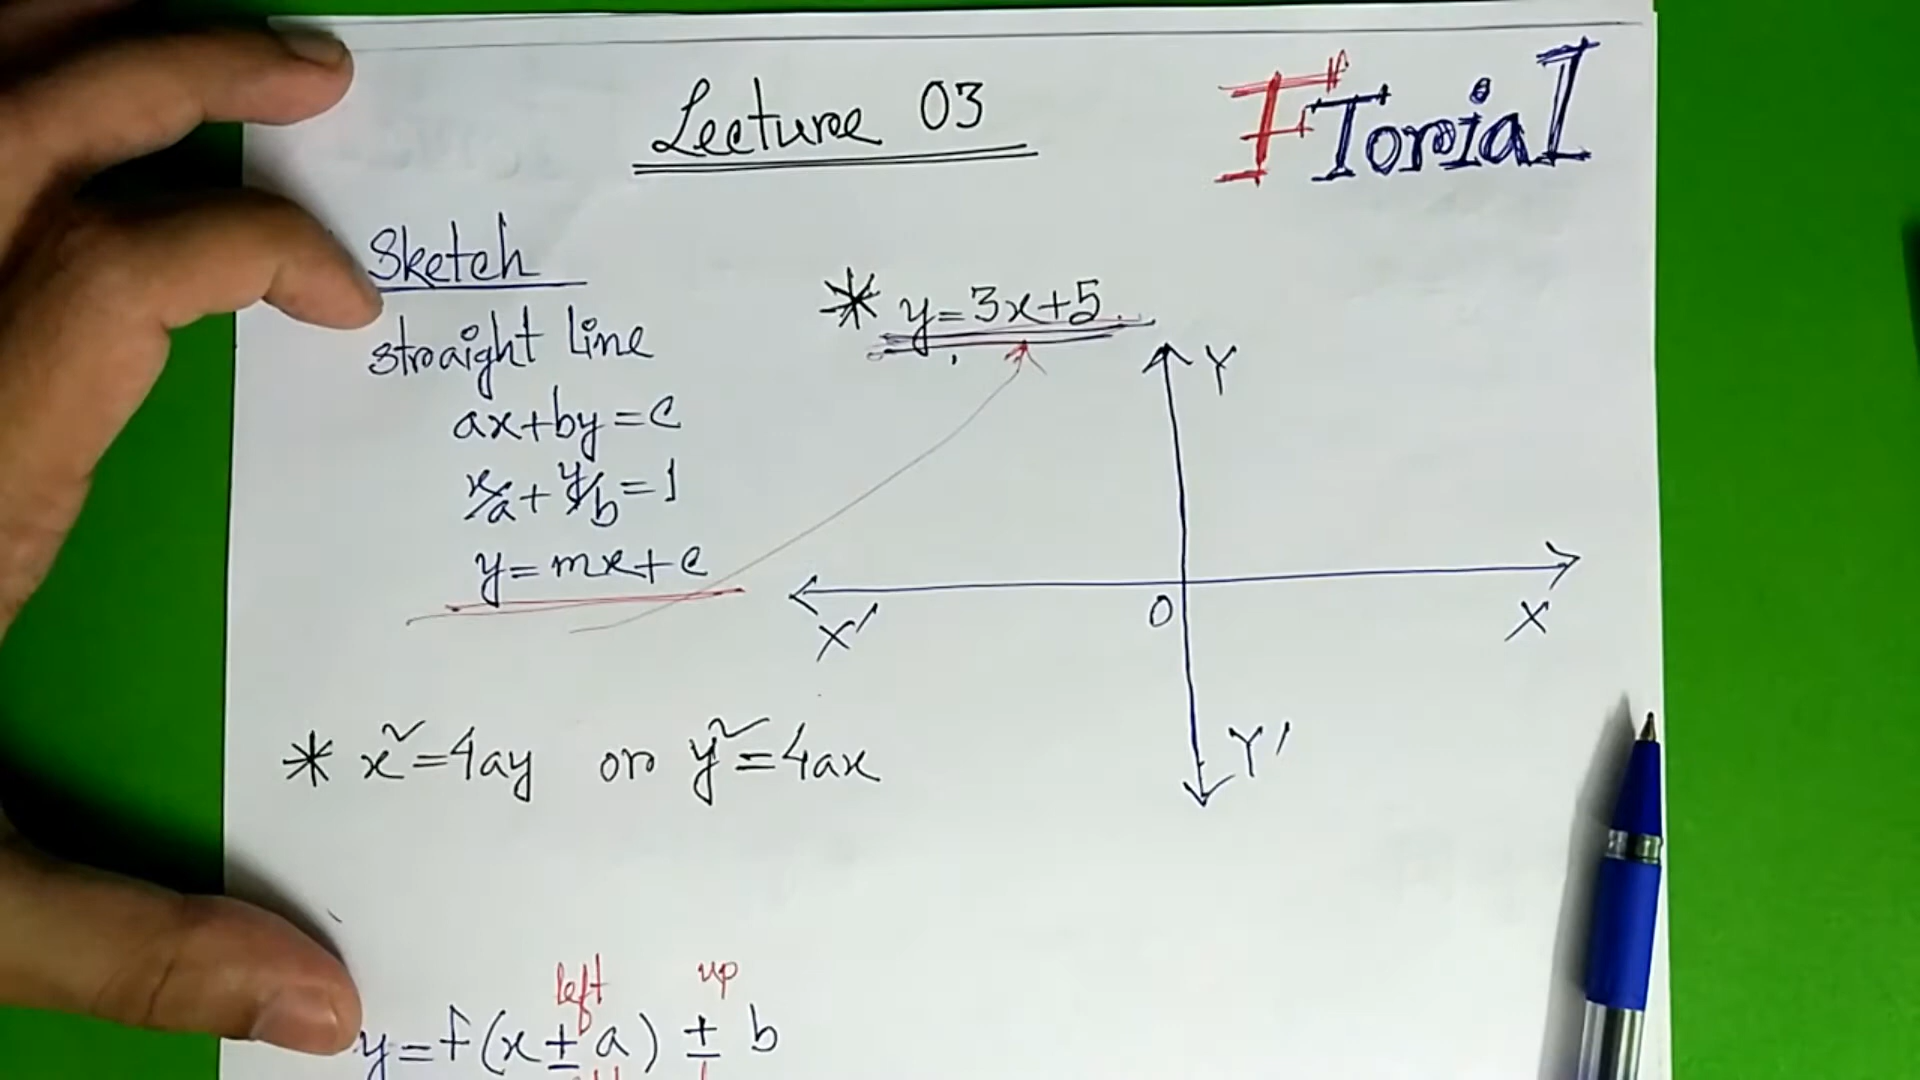 Lecture 03
FTorial
Sketch
straight line
ax+by=c
x/a+y/b=1
y=mx+c
* y=3x+5
Y
X'
O
X
Y'
* x²=4ay or y²=4ax
left up
y=f(x±a) ± b